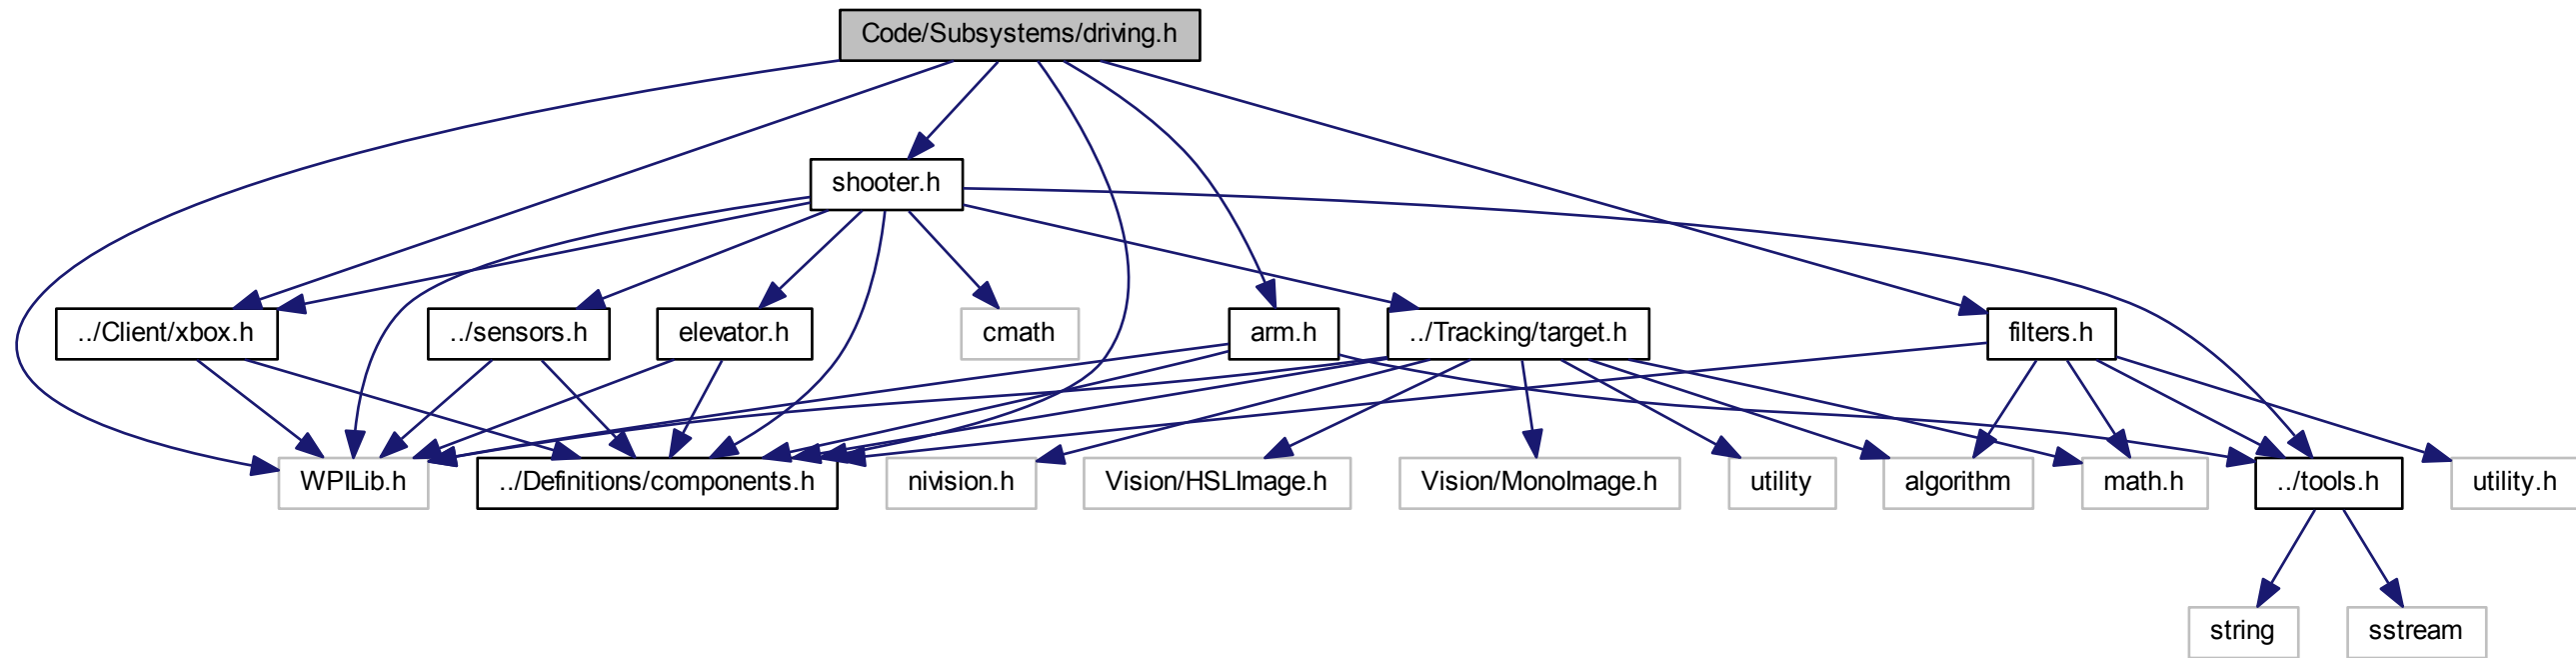 Code/Subsystems/driving.h
shooter.h
../Client/xbox.h
../sensors.h
elevator.h
cmath
arm.h
../Tracking/target.h
filters.h
WPILib.h
../Definitions/components.h
nivision.h
Vision/HSLImage.h
Vision/MonoImage.h
utility
algorithm
math.h
../tools.h
utility.h
string
sstream